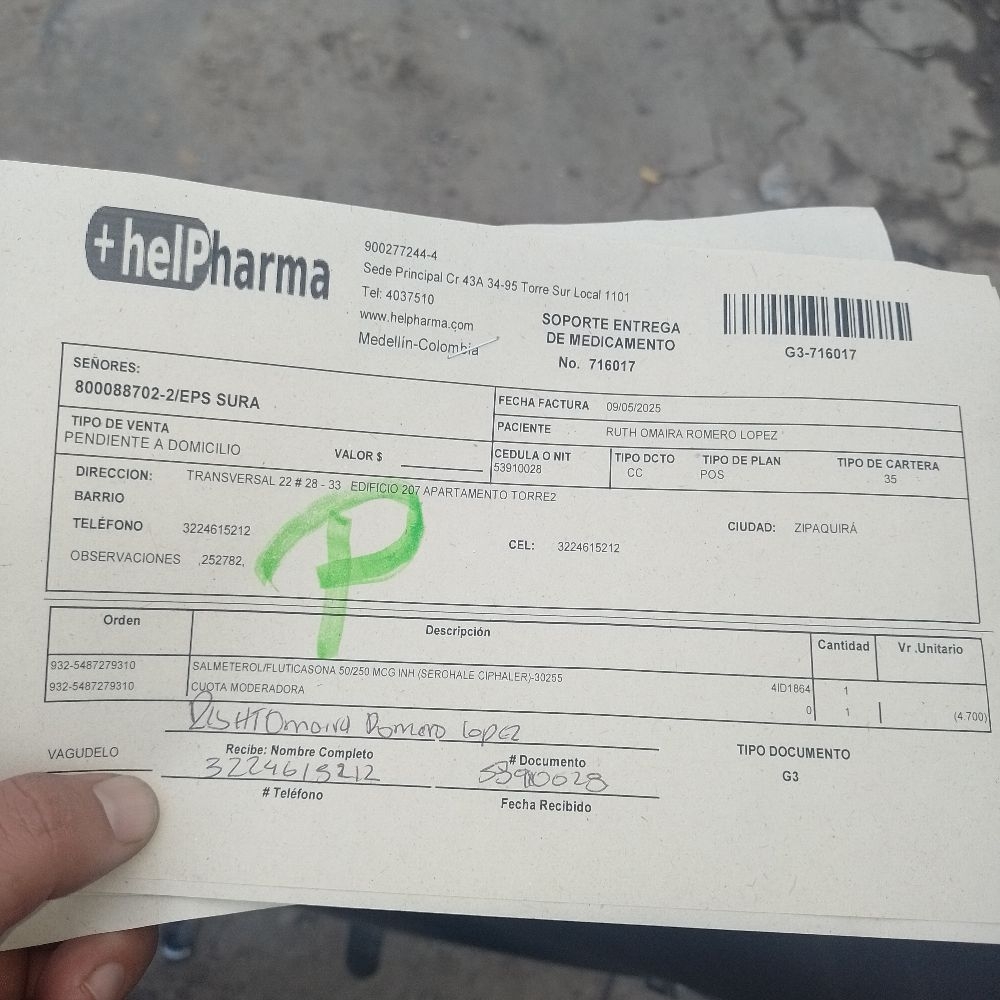 +helPharma
900277244-4
Sede Principal Cr 43A 34-95 Torre Sur Local 1101
Tel: 4037510
www.helpharma.com
Medellín-Colombia
SOPORTE ENTREGA
DE MEDICAMENTO
No. 716017
G3-716017
SEÑORES:
800088702-2/EPS SURA
FECHA FACTURA 09/05/2025
TIPO DE VENTA
PENDIENTE A DOMICILIO
VALOR $
PACIENTE RUTH OMAIRA ROMERO LOPEZ
CEDULA O NIT TIPO DCTO TIPO DE PLAN TIPO DE CARTERA
53910028 CC POS 35
DIRECCION: TRANSVERSAL 22 # 28 - 33 EDIFICIO 207 APARTAMENTO TORRE2
BARRIO
TELÉFONO 3224615212 CEL: 3224615212 CIUDAD: ZIPAQUIRÁ
OBSERVACIONES ,252782,
P
Orden Descripción Cantidad Vr .Unitario
932-5487279310 SALMETEROL/FLUTICASONA 50/250 MCG INH (SEROHALE CIPHALER)-30255 4ID1864 1
932-5487279310 CUOTA MODERADORA 0 1 (4.700)
Omaira Romero Lopez
VAGUDELO Recibe: Nombre Completo # Documento TIPO DOCUMENTO
3224615212 53910028 G3
# Teléfono Fecha Recibido